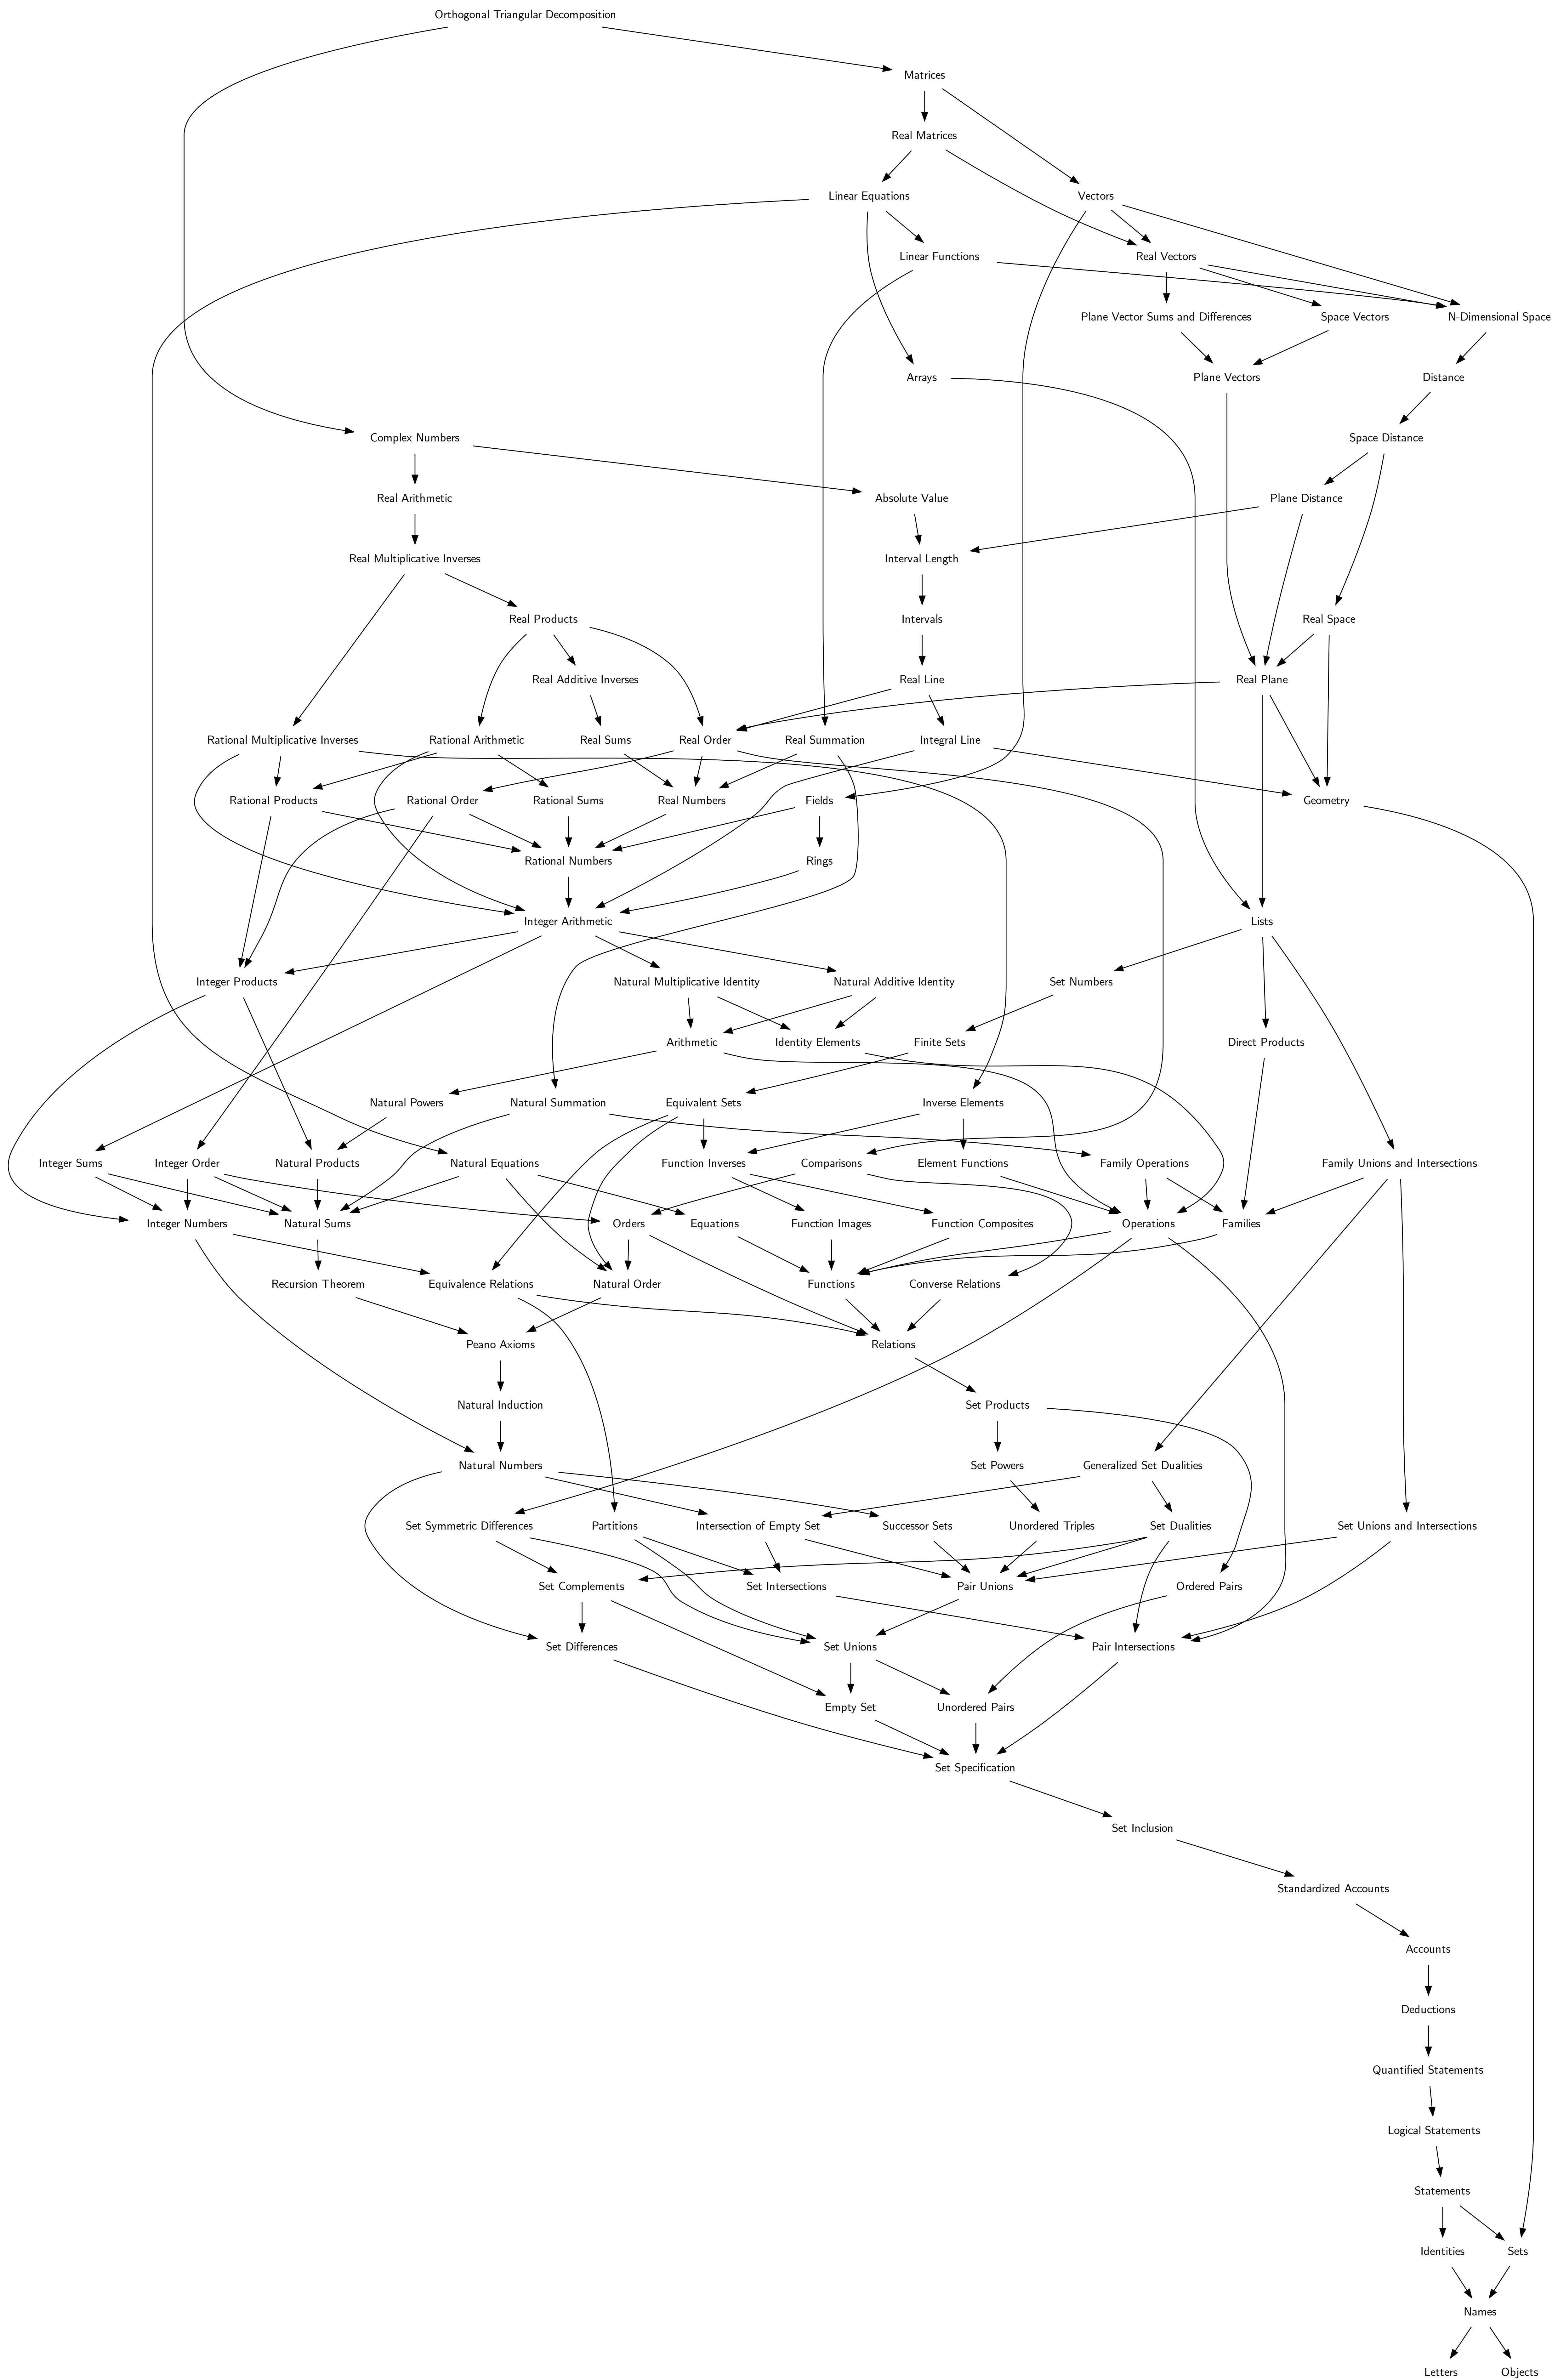 Orthogonal Triangular Decomposition
Matrices
Real Matrices
Linear Equations
Vectors
Linear Functions
Real Vectors
Plane Vector Sums and Differences
Space Vectors
N-Dimensional Space
Arrays
Plane Vectors
Distance
Complex Numbers
Space Distance
Real Arithmetic
Absolute Value
Plane Distance
Real Multiplicative Inverses
Interval Length
Real Products
Intervals
Real Space
Real Additive Inverses
Real Line
Real Plane
Rational Multiplicative Inverses
Rational Arithmetic
Real Sums
Real Order
Real Summation
Integral Line
Rational Products
Rational Order
Rational Sums
Real Numbers
Fields
Geometry
Rational Numbers
Rings
Integer Arithmetic
Lists
Integer Products
Natural Multiplicative Identity
Natural Additive Identity
Set Numbers
Arithmetic
Identity Elements
Finite Sets
Direct Products
Natural Powers
Natural Summation
Equivalent Sets
Inverse Elements
Integer Sums
Integer Order
Natural Products
Natural Equations
Function Inverses
Comparisons
Element Functions
Family Operations
Family Unions and Intersections
Integer Numbers
Natural Sums
Orders
Equations
Function Images
Function Composites
Operations
Families
Recursion Theorem
Equivalence Relations
Natural Order
Functions
Converse Relations
Peano Axioms
Relations
Natural Induction
Set Products
Natural Numbers
Set Powers
Generalized Set Dualities
Set Symmetric Differences
Partitions
Intersection of Empty Set
Successor Sets
Unordered Triples
Set Dualities
Set Unions and Intersections
Set Complements
Set Intersections
Pair Unions
Ordered Pairs
Set Differences
Set Unions
Pair Intersections
Empty Set
Unordered Pairs
Set Specification
Set Inclusion
Standardized Accounts
Accounts
Deductions
Quantified Statements
Logical Statements
Statements
Identities
Sets
Names
Letters
Objects